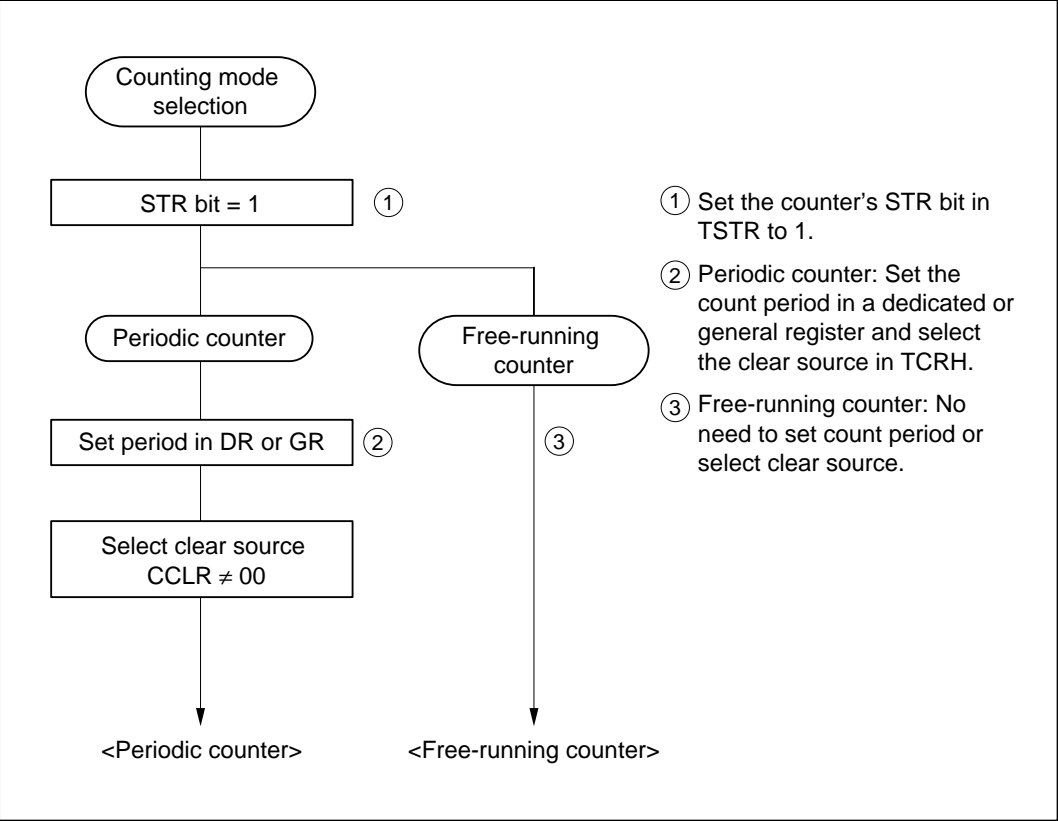 Counting mode
selection
STR bit = 1
1
Periodic counter
Free-running
counter
Set period in DR or GR
2
3
Select clear source
CCLR ≠ 00
<Periodic counter>
<Free-running counter>
1 Set the counter's STR bit in
TSTR to 1.
2 Periodic counter: Set the
count period in a dedicated or
general register and select
the clear source in TCRH.
3 Free-running counter: No
need to set count period or
select clear source.